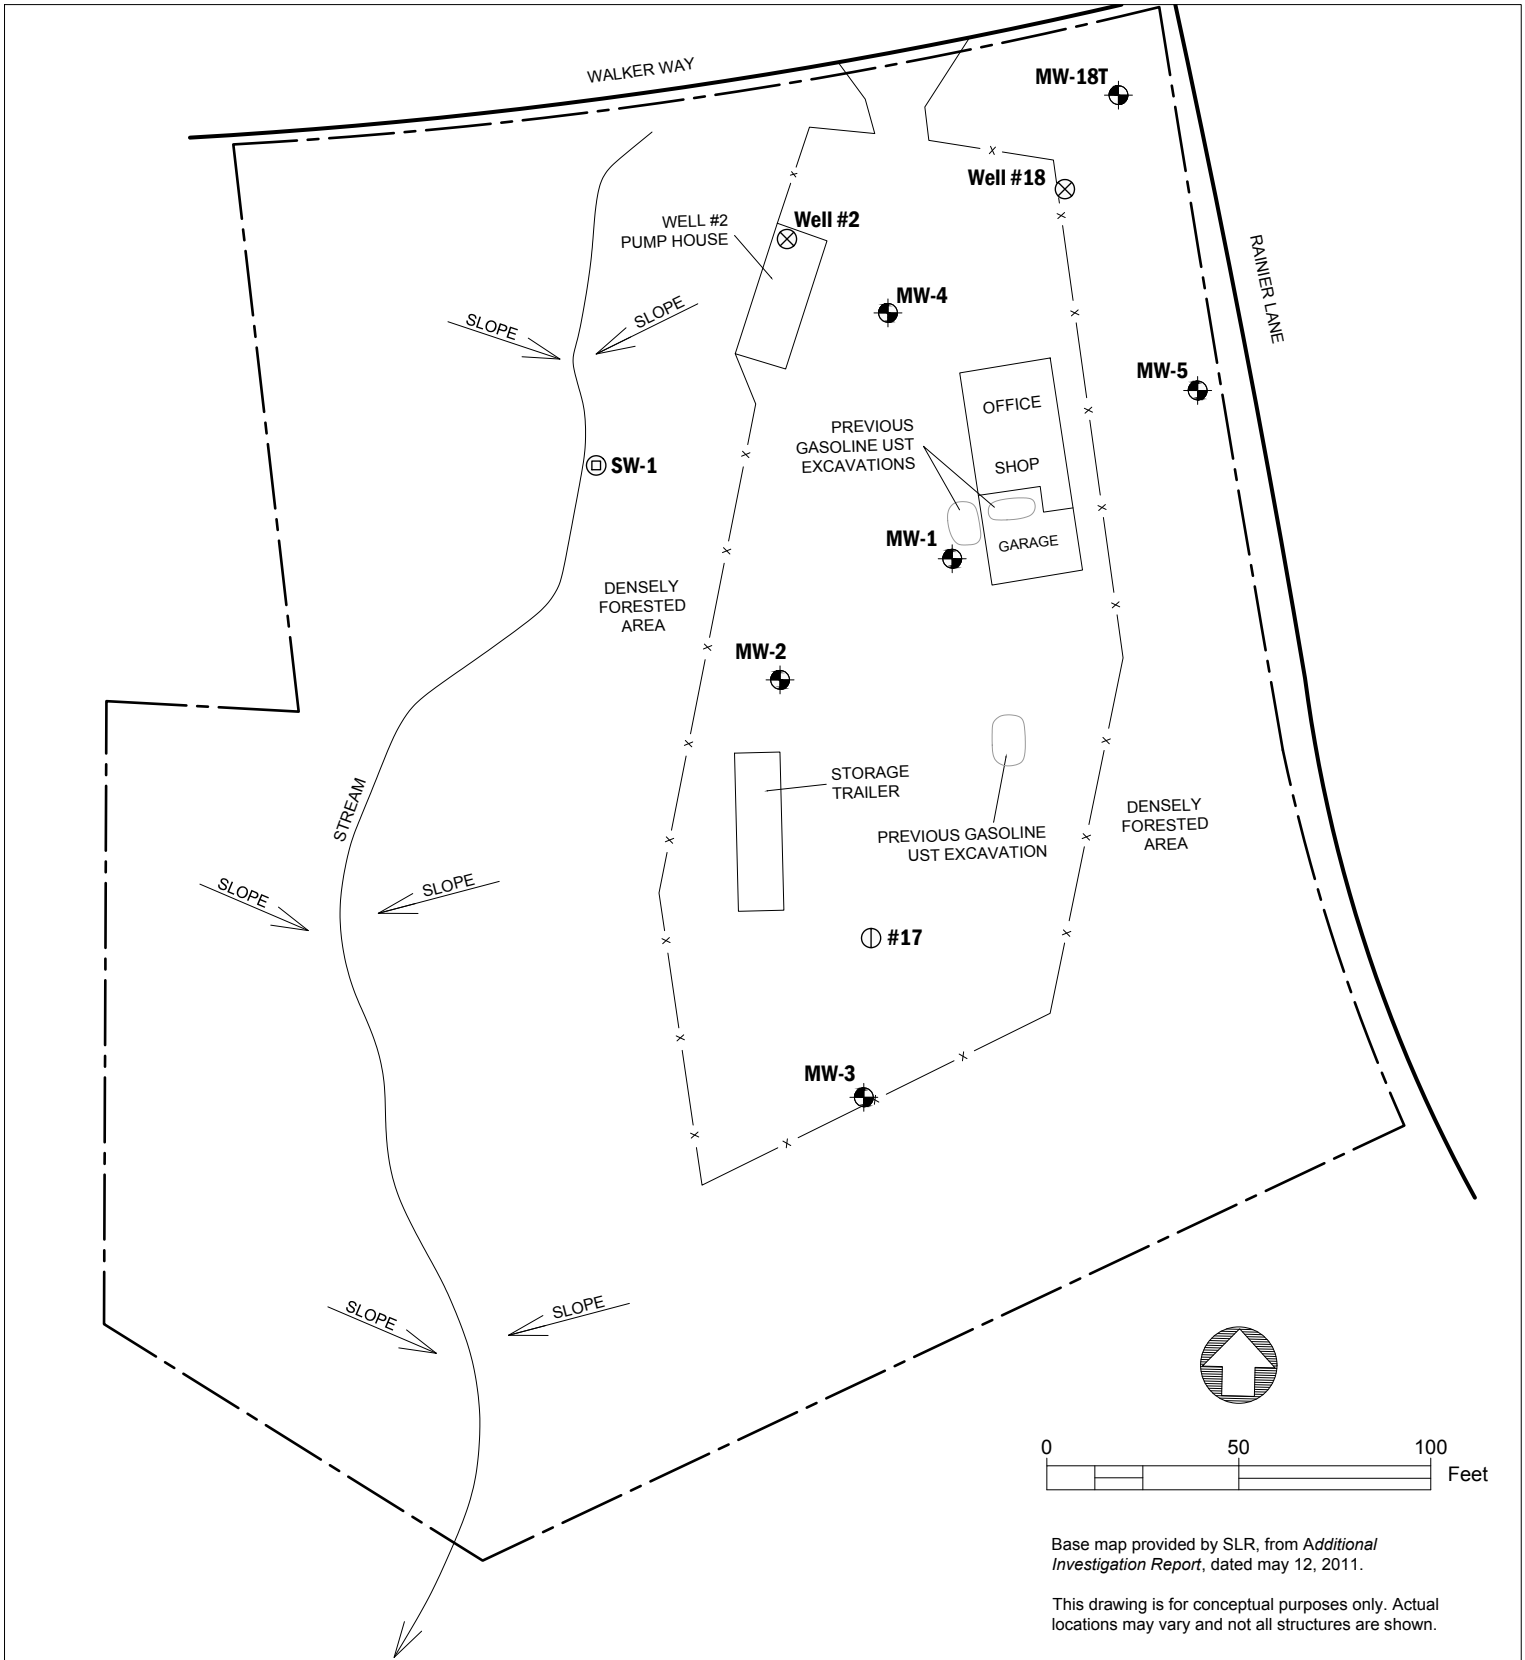 WALKER WAY
MW-18T
Well #18
WELL #2
PUMP HOUSE
Well #2
RAINIER LANE
MW-4
SLOPE
SLOPE
MW-5
OFFICE
PREVIOUS
GASOLINE UST
EXCAVATIONS
SHOP
SW-1
MW-1
GARAGE
DENSELY
FORESTED
AREA
MW-2
STORAGE
TRAILER
STREAM
PREVIOUS GASOLINE
UST EXCAVATION
DENSELY
FORESTED
AREA
SLOPE
SLOPE
#17
MW-3
SLOPE
SLOPE
0 50 100
Feet
Base map provided by SLR, from Additional
Investigation Report, dated may 12, 2011.
This drawing is for conceptual purposes only. Actual
locations may vary and not all structures are shown.